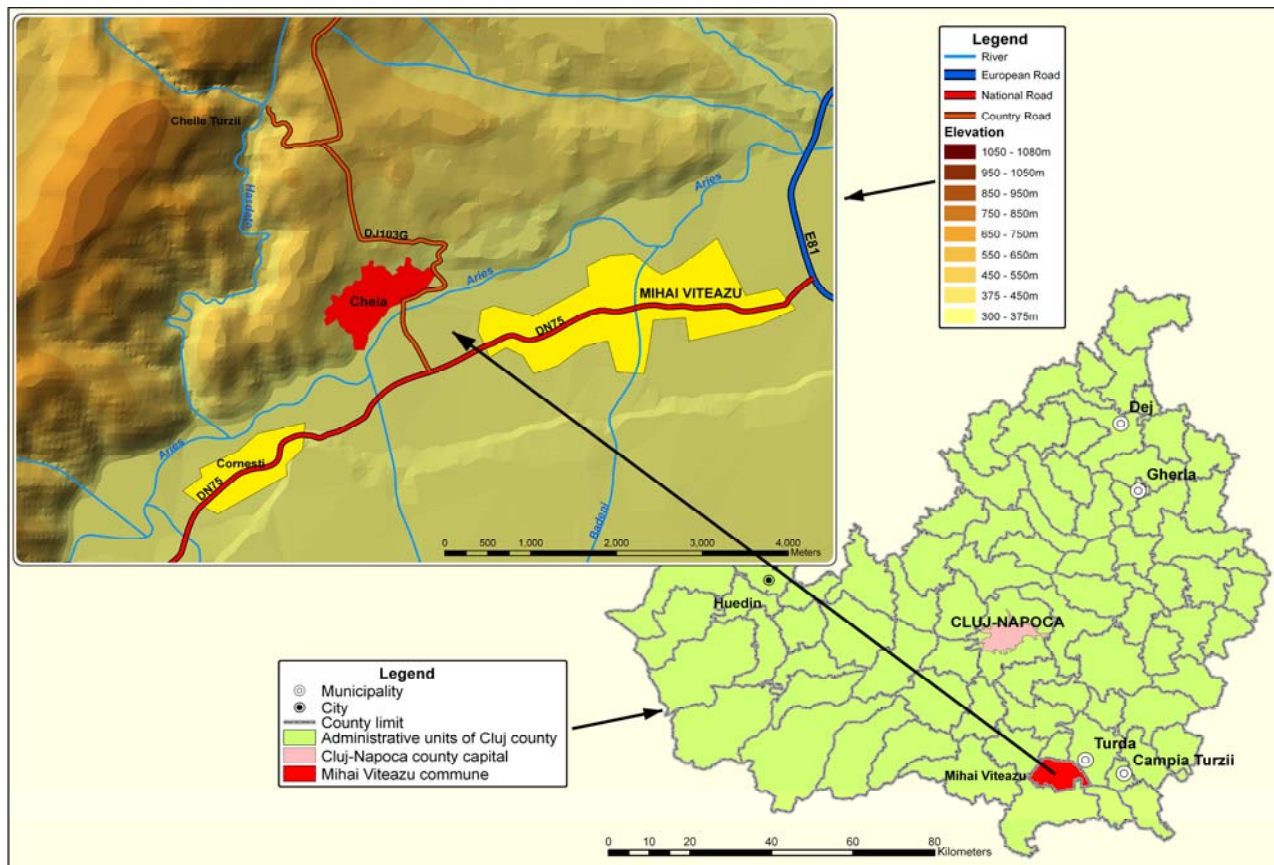 Cheile Turzii
Hasdate
DJ103G
Cheia
Aries
Aries
E81
MIHAI VITEAZU
DN75
Aries
Cornesti
DN75
Badeni
0 500 1,000 2,000 3,000 4,000
Meters
Legend
River
European Road
National Road
Country Road
Elevation
1050 - 1080m
950 - 1050m
850 - 950m
750 - 850m
650 - 750m
550 - 650m
450 - 550m
375 - 450m
300 - 375m
Dej
Gherla
Huedin
CLUJ-NAPOCA
Turda
Mihai Viteazu
Campia Turzii
Legend
Municipality
City
County limit
Administrative units of Cluj county
Cluj-Napoca county capital
Mihai Viteazu commune
0 10 20 40 60 80
Kilometers